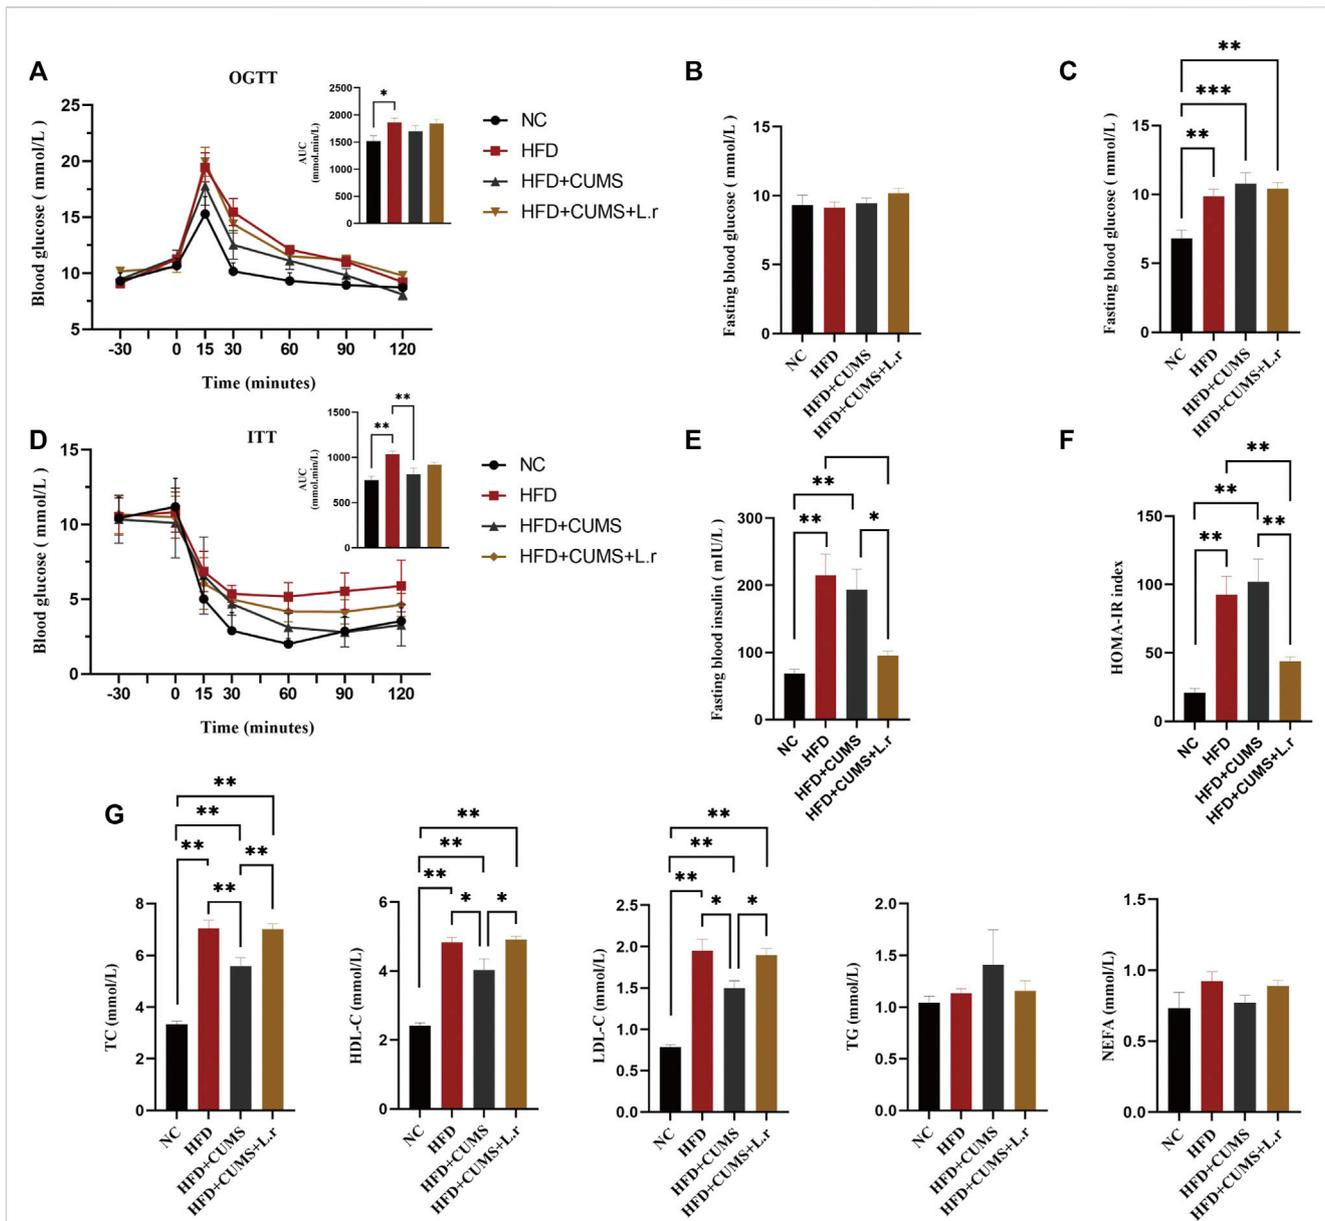 A
OGTT
Blood glucose ( mmol/L )
25
20
15
10
5
-30 0 15 30 60 90 120
Time (minutes)
AUC
(mmol.min/L)
2500
2000
1500
1000
500
0
*
NC
HFD
HFD+CUMS
HFD+CUMS+L.r
B
Fasting blood glucose ( mmol/L )
15
10
5
0
NC
HFD
HFD+CUMS
HFD+CUMS+L.r
C
Fasting blood glucose ( mmol/L )
15
10
5
0
**
***
**
NC
HFD
HFD+CUMS
HFD+CUMS+L.r
D
ITT
Blood glucose ( mmol/L )
15
10
5
0
-30 0 15 30 60 90 120
Time (minutes)
AUC
(mmol.min/L)
1500
1000
500
0
**
**
NC
HFD
HFD+CUMS
HFD+CUMS+L.r
E
Fasting blood insulin ( mIU/L )
300
200
100
0
**
** *
NC
HFD
HFD+CUMS
HFD+CUMS+L.r
F
HOMA-IR index
150
100
50
0
**
**
** **
NC
HFD
HFD+CUMS
HFD+CUMS+L.r
G
TC (mmol/L)
8
6
4
2
0
**
**
** **
**
NC
HFD
HFD+CUMS
HFD+CUMS+L.r
HDL-C (mmol/L)
6
4
2
0
**
**
**
* *
NC
HFD
HFD+CUMS
HFD+CUMS+L.r
LDL-C (mmol/L)
2.5
2.0
1.5
1.0
0.5
0.0
**
**
**
* *
NC
HFD
HFD+CUMS
HFD+CUMS+L.r
TG (mmol/L)
2.0
1.5
1.0
0.5
0.0
NC
HFD
HFD+CUMS
HFD+CUMS+L.r
NEFA (mmol/L)
1.5
1.0
0.5
0.0
NC
HFD
HFD+CUMS
HFD+CUMS+L.r